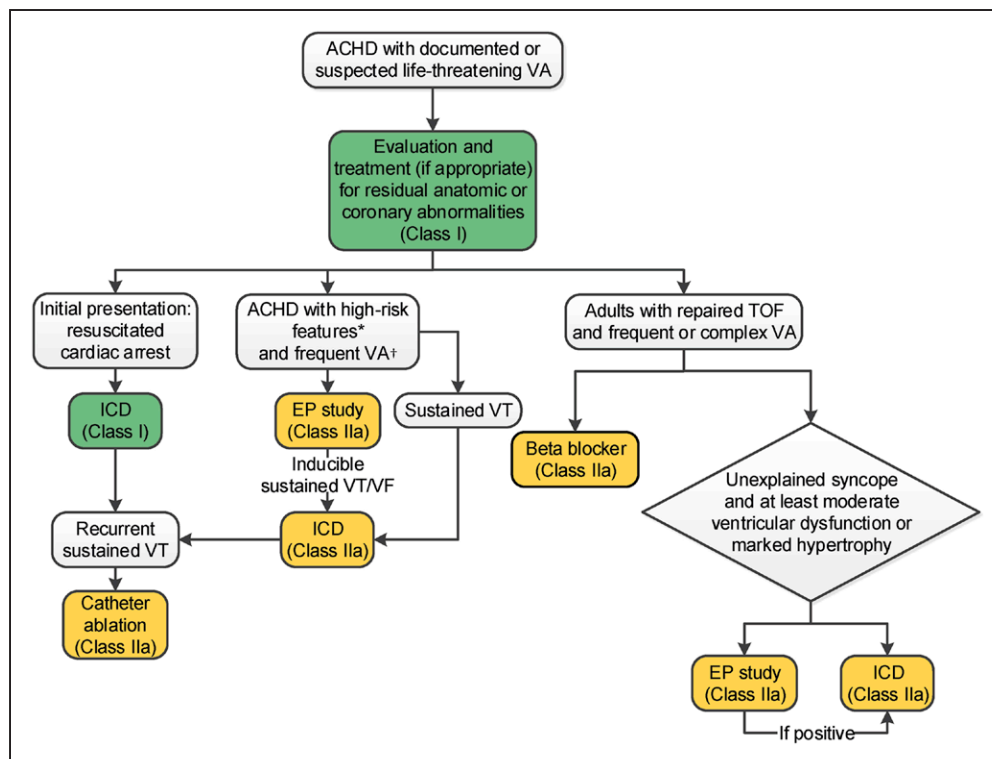 ACHD with documented or
suspected life-threatening VA
Evaluation and
treatment (if appropriate)
for residual anatomic or
coronary abnormalities
(Class I)
Initial presentation:
resuscitated
cardiac arrest
ACHD with high-risk
features*
and frequent VA†
Adults with repaired TOF
and frequent or complex VA
ICD
(Class I)
EP study
(Class IIa)
Sustained VT
Beta blocker
(Class IIa)
Inducible
sustained VT/VF
Unexplained syncope
and at least moderate
ventricular dysfunction or
marked hypertrophy
Recurrent
sustained VT
ICD
(Class IIa)
Catheter
ablation
(Class IIa)
EP study
(Class IIa)
ICD
(Class IIa)
If positive